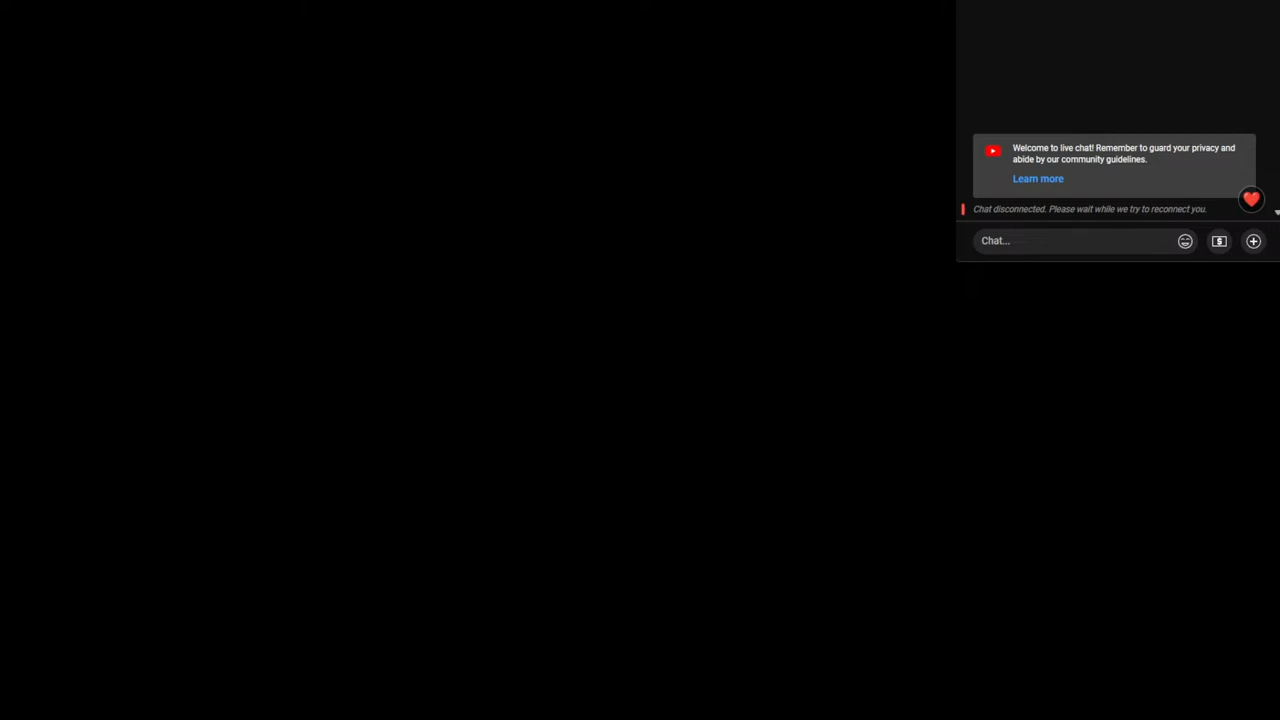 Welcome to live chat! Remember to guard your privacy and
abide by our community guidelines.
Learn more
Chat disconnected. Please wait while we try to reconnect you.
Chat...